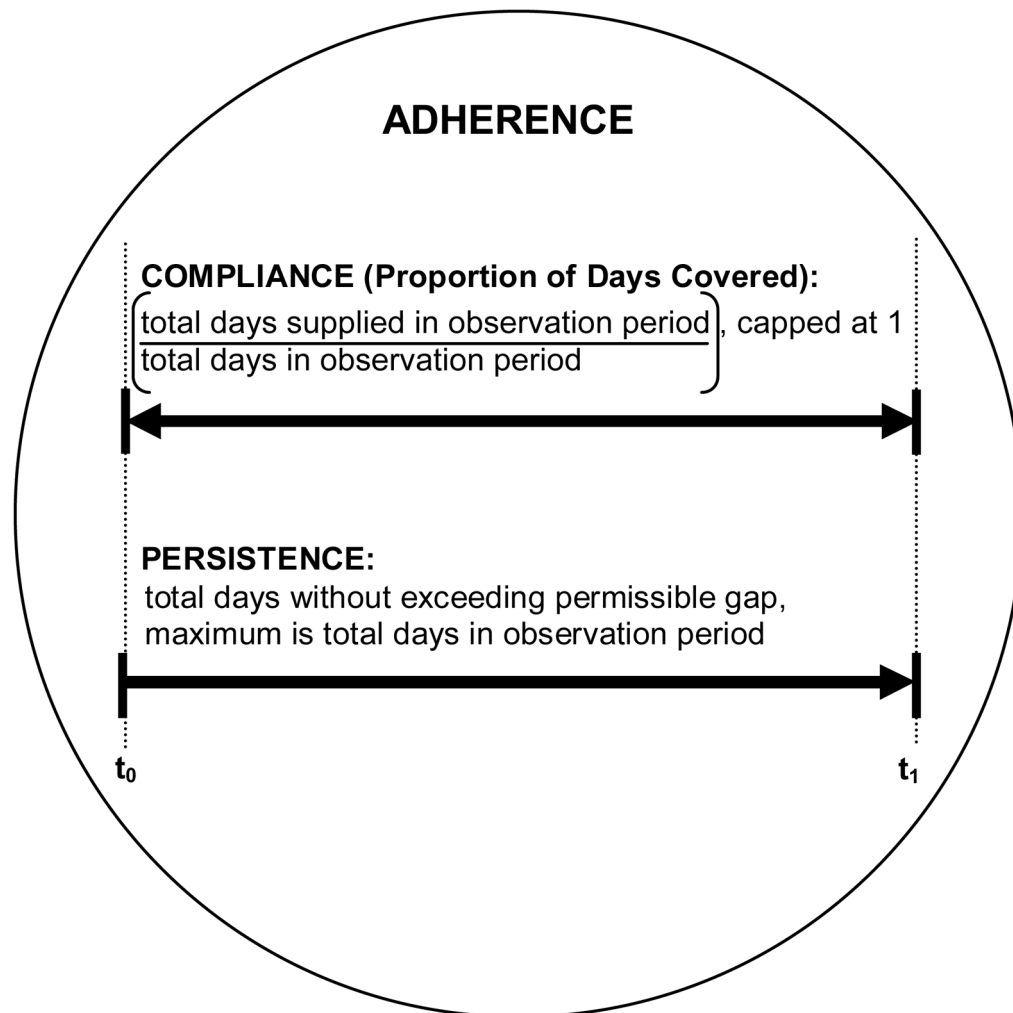 ADHERENCE
COMPLIANCE (Proportion of Days Covered):
total days supplied in observation period , capped at 1
total days in observation period
PERSISTENCE:
total days without exceeding permissible gap,
maximum is total days in observation period
t₀ t₁